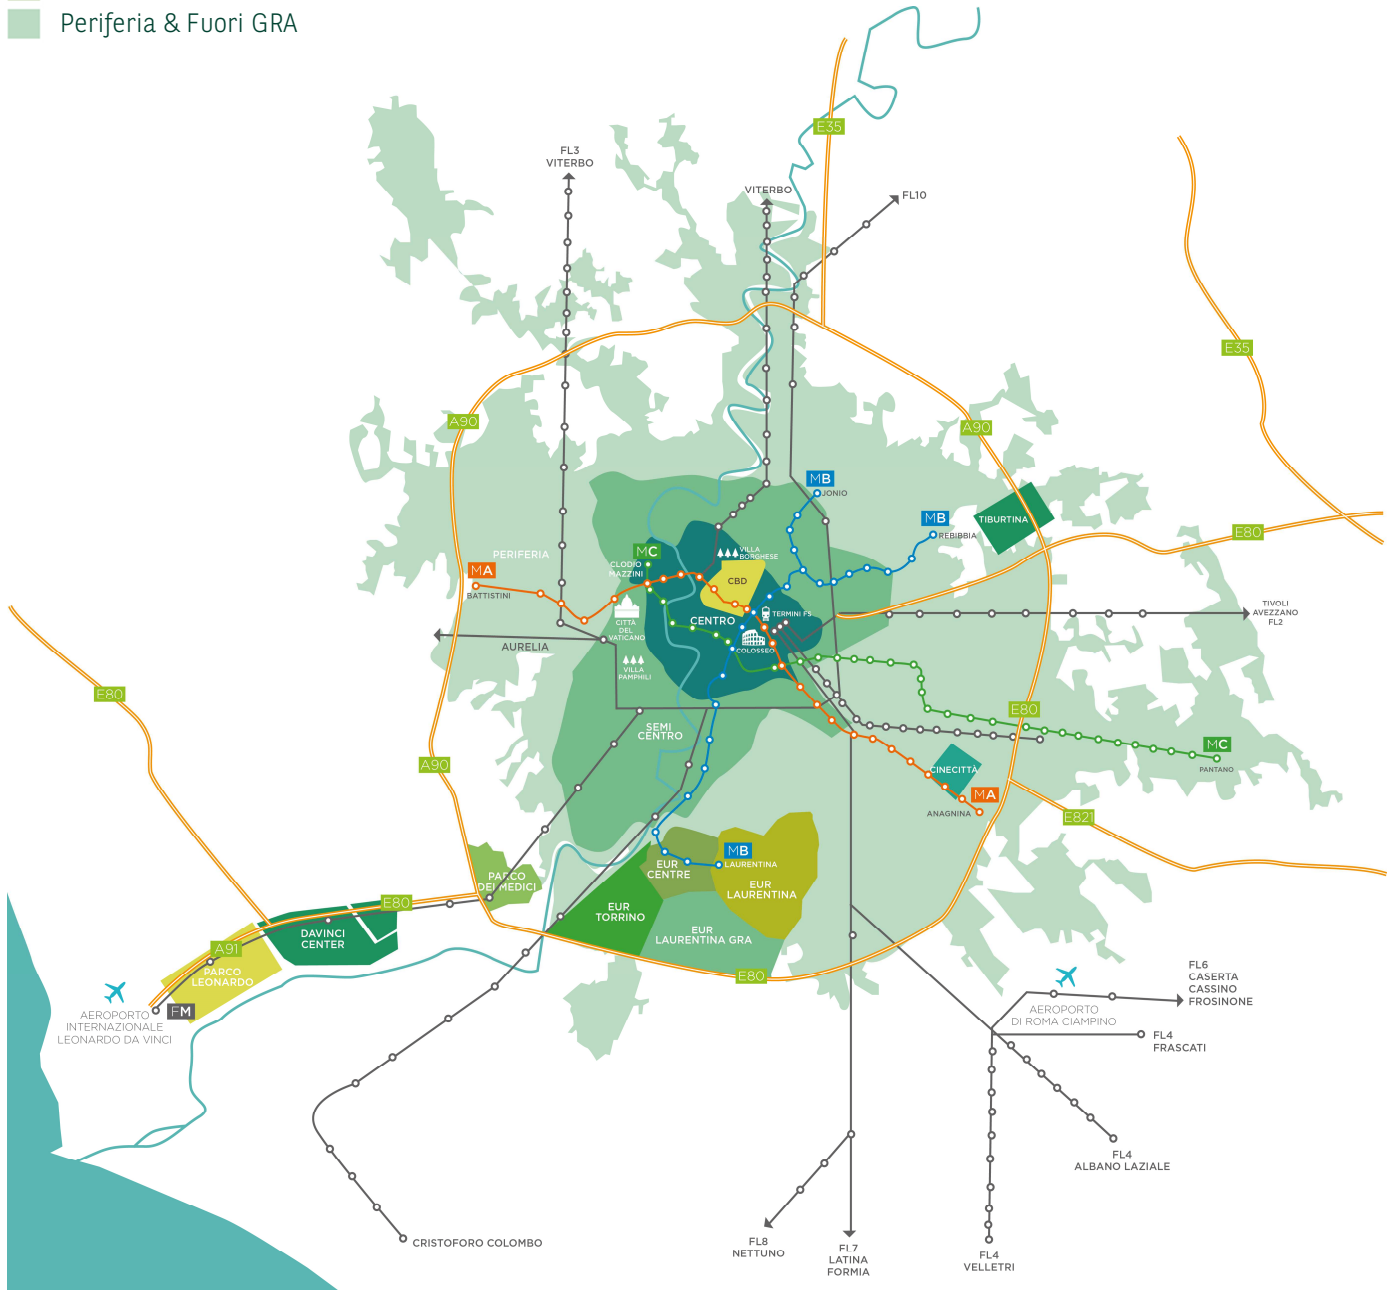 Periferia & Fuori GRA
E35
FL3
VITERBO
VITERBO
FL10
E35
A90
A90
MB
JONIO
MB
REBIBBIA
TIBURTINA
E80
PERIFERIA
MC
CLODIO
MAZZINI
VILLA
BORGHESE
MA
BATTISTINI
CBD
CITTÀ
DEL
VATICANO
CENTRO
TERMINI FS
COLOSSEO
TIVOLI
AVEZZANO
FL2
AURELIA
VILLA
PAMPHILI
E80
E80
SEMI
CENTRO
MC
PANTANO
A90
CINECITTÀ
MA
ANAGNINA
E821
MB
LAURENTINA
EUR
CENTRE
EUR
LAURENTINA
PARCO
DEI MEDICI
E80
EUR
TORRINO
EUR
LAURENTINA GRA
DAVINCI
CENTER
A91
PARCO
LEONARDO
E80
FM
AEROPORTO
INTERNAZIONALE
LEONARDO DA VINCI
FL6
CASERTA
CASSINO
FROSINONE
AEROPORTO
DI ROMA CIAMPINO
FL4
FRASCATI
FL4
ALBANO LAZIALE
CRISTOFORO COLOMBO
FL8
NETTUNO
FL7
LATINA
FORMIA
FL4
VELLETRI